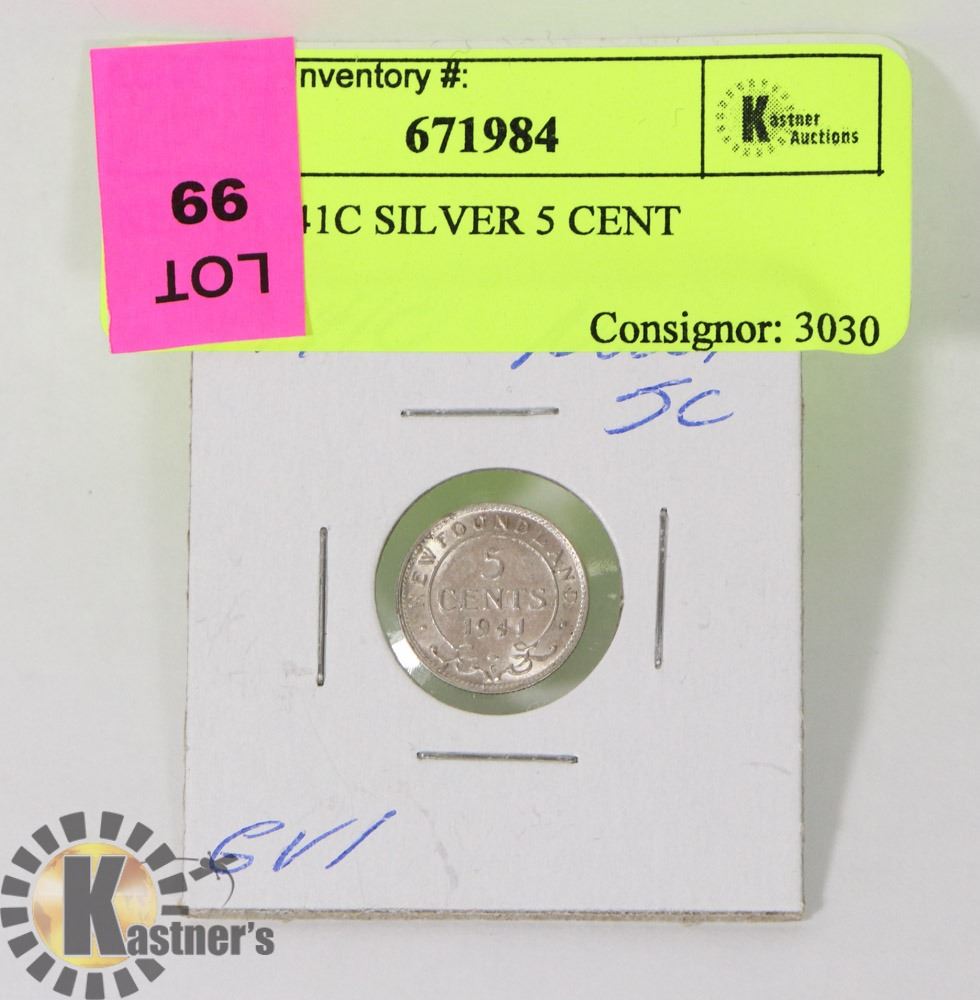 Inventory #:
671984
Kastner
Auctions
LOT
66
41C SILVER 5 CENT
Consignor: 3030
5C
NEWFOUNDLAND
5
CENTS
1941
GVI
Kastner's